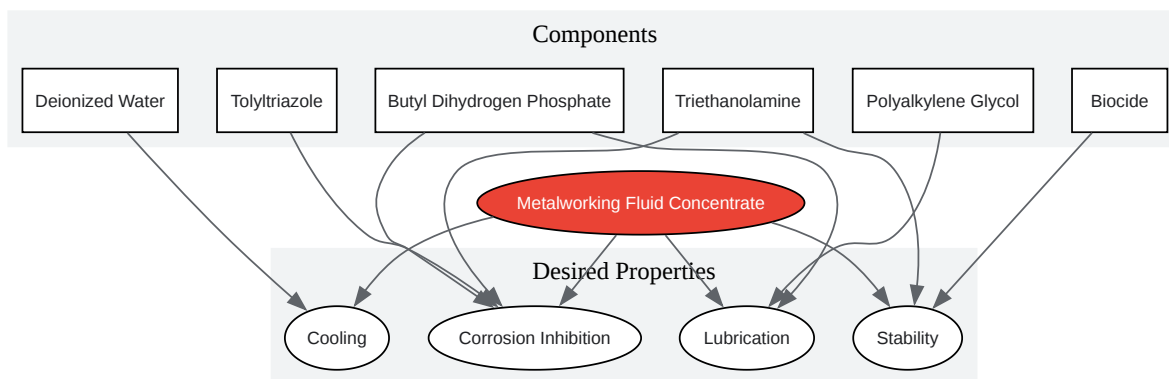 Components
Deionized Water
Tolyltriazole
Butyl Dihydrogen Phosphate
Triethanolamine
Polyalkylene Glycol
Biocide
Metalworking Fluid Concentrate
Desired Properties
Cooling
Corrosion Inhibition
Lubrication
Stability